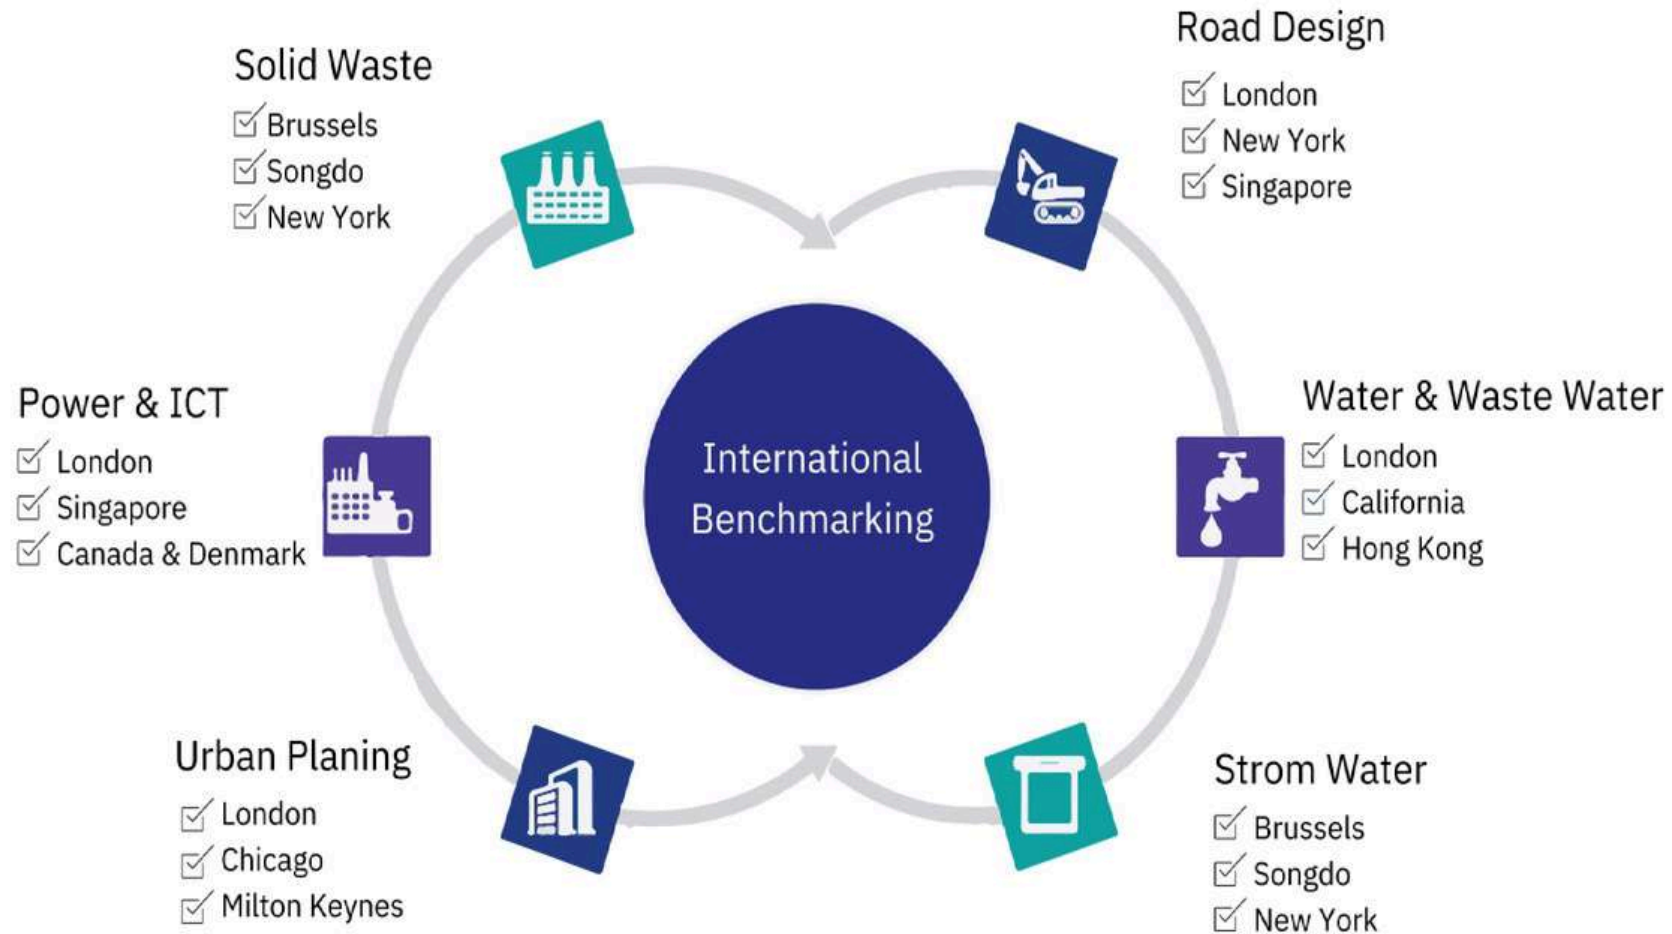 Solid Waste
Brussels
Songdo
New York
Road Design
London
New York
Singapore
Power & ICT
London
Singapore
Canada & Denmark
International
Benchmarking
Water & Waste Water
London
California
Hong Kong
Urban Planing
London
Chicago
Milton Keynes
Strom Water
Brussels
Songdo
New York